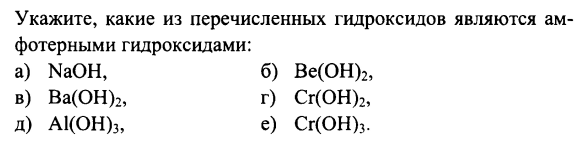 Укажите, какие из перечисленных гидроксидов являются ам-
фотерными гидроксидами:
а) NaOH, б) Be(OH)₂,
в) Ba(OH)₂, г) Cr(OH)₂,
д) Al(OH)₃, е) Cr(OH)₃.